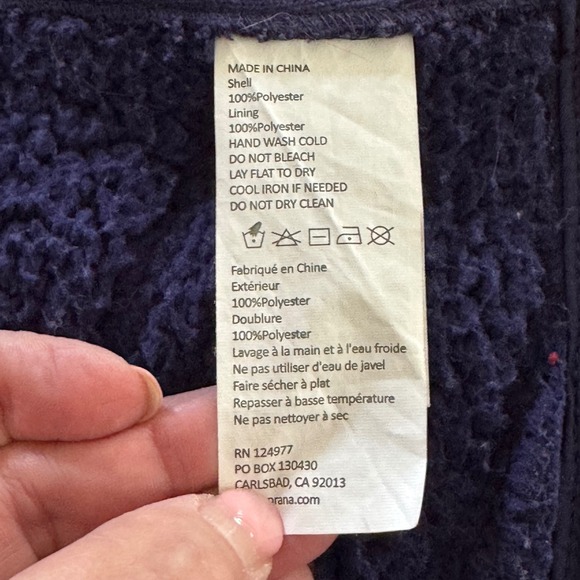 MADE IN CHINA
Shell
100%Polyester
Lining
100%Polyester
HAND WASH COLD
DO NOT BLEACH
LAY FLAT TO DRY
COOL IRON IF NEEDED
DO NOT DRY CLEAN
Fabriqué en Chine
Extérieur
100%Polyester
Doublure
100%Polyester
Lavage à la main et à l'eau froide
Ne pas utiliser d'eau de javel
Faire sécher à plat
Repasser à basse température
Ne pas nettoyer à sec
RN 124977
PO BOX 130430
CARLSBAD, CA 92013
prana.com